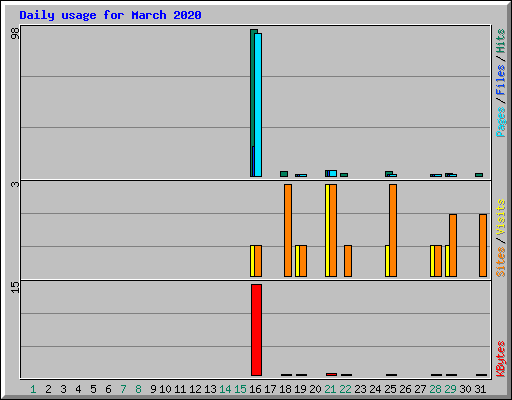 Daily usage for March 2020
98
3
15
Pages/Files/Hits
Sites/Visits
KBytes
1 2 3 4 5 6 7 8 9 10 11 12 13 14 15 16 17 18 19 20 21 22 23 24 25 26 27 28 29 30 31